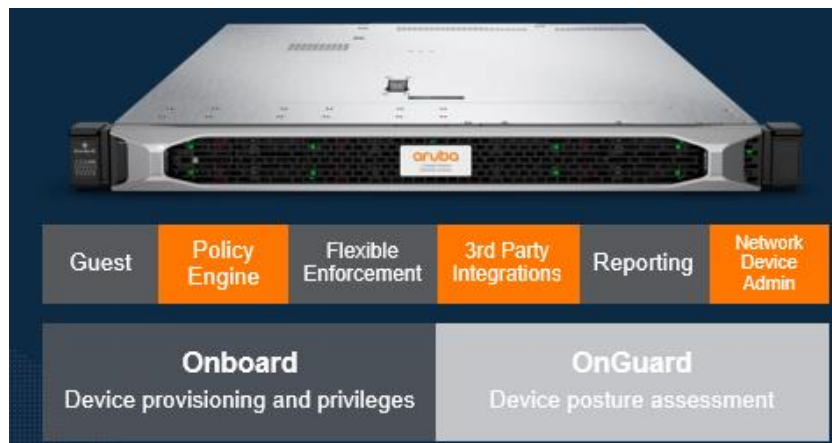 aruba
Guest
Policy
Engine
Flexible
Enforcement
3rd Party
Integrations
Reporting
Network
Device
Admin
Onboard
Device provisioning and privileges
OnGuard
Device posture assessment